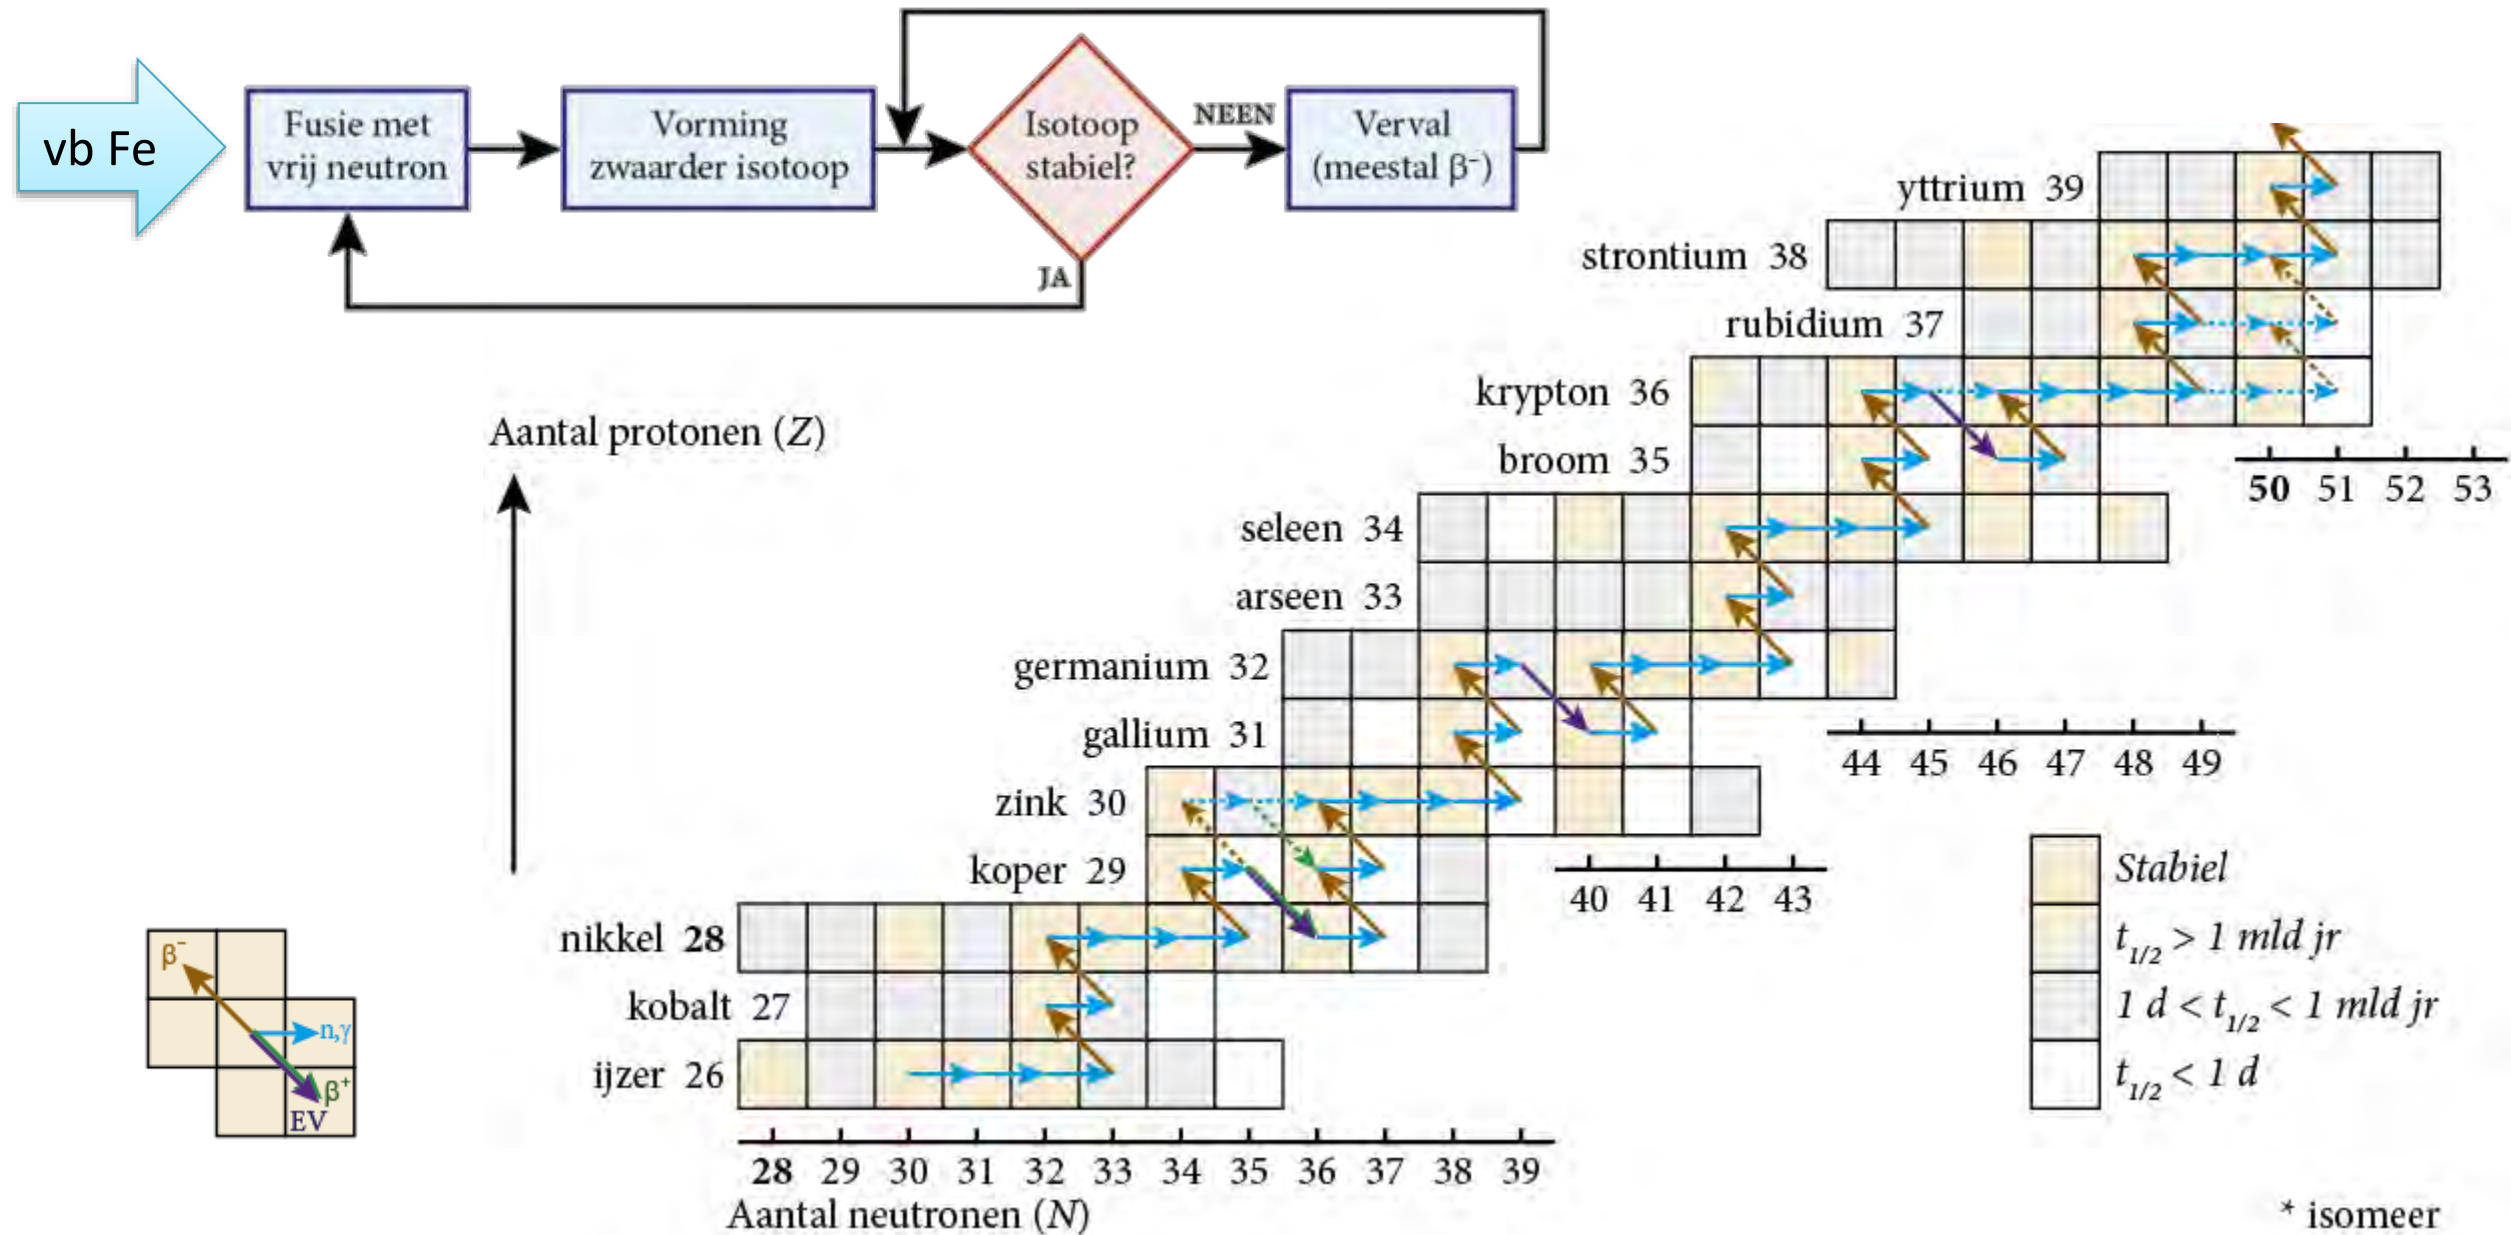 vb Fe
Fusie met
vrij neutron
Vorming
zwaarder isotoop
Isotoop
stabiel?
NEEN
Verval
(meestal β⁻)
JA
yttrium 39
strontium 38
rubidium 37
krypton 36
Aantal protonen (Z)
broom 35
50 51 52 53
seleen 34
arseen 33
germanium 32
gallium 31
44 45 46 47 48 49
zink 30
koper 29
40 41 42 43
nikkel 28
kobalt 27
ijzer 26
28 29 30 31 32 33 34 35 36 37 38 39
Aantal neutronen (N)
β⁻
n,γ
β⁺
EV
Stabiel
t₁/₂ > 1 mld jr
1 d < t₁/₂ < 1 mld jr
t₁/₂ < 1 d
* isomeer